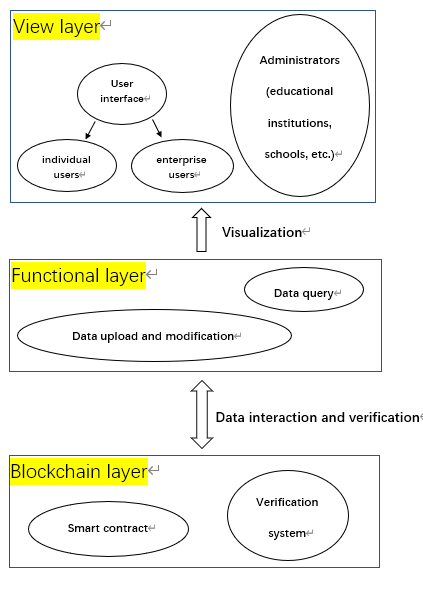 View layer
User
interface
individual
users
enterprise
users
Administrators
(educational
institutions,
schools, etc.)
Visualization
Functional layer
Data query
Data upload and modification
Data interaction and verification
Blockchain layer
Smart contract
Verification
system